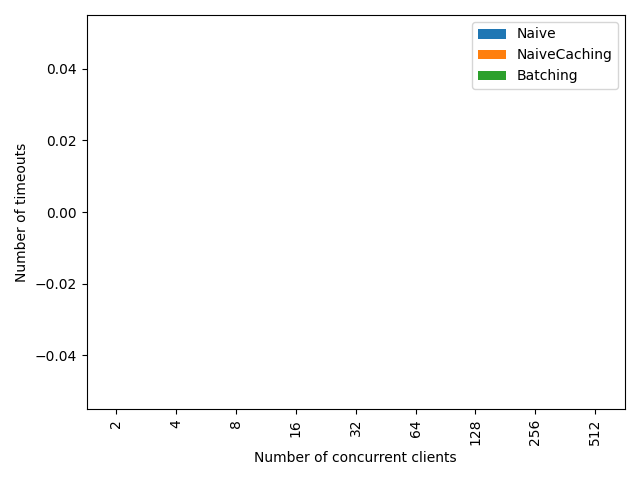 Naive
NaiveCaching
Batching
0.04
0.02
0.00
−0.02
−0.04
Number of timeouts
2
4
8
16
32
64
128
256
512
Number of concurrent clients